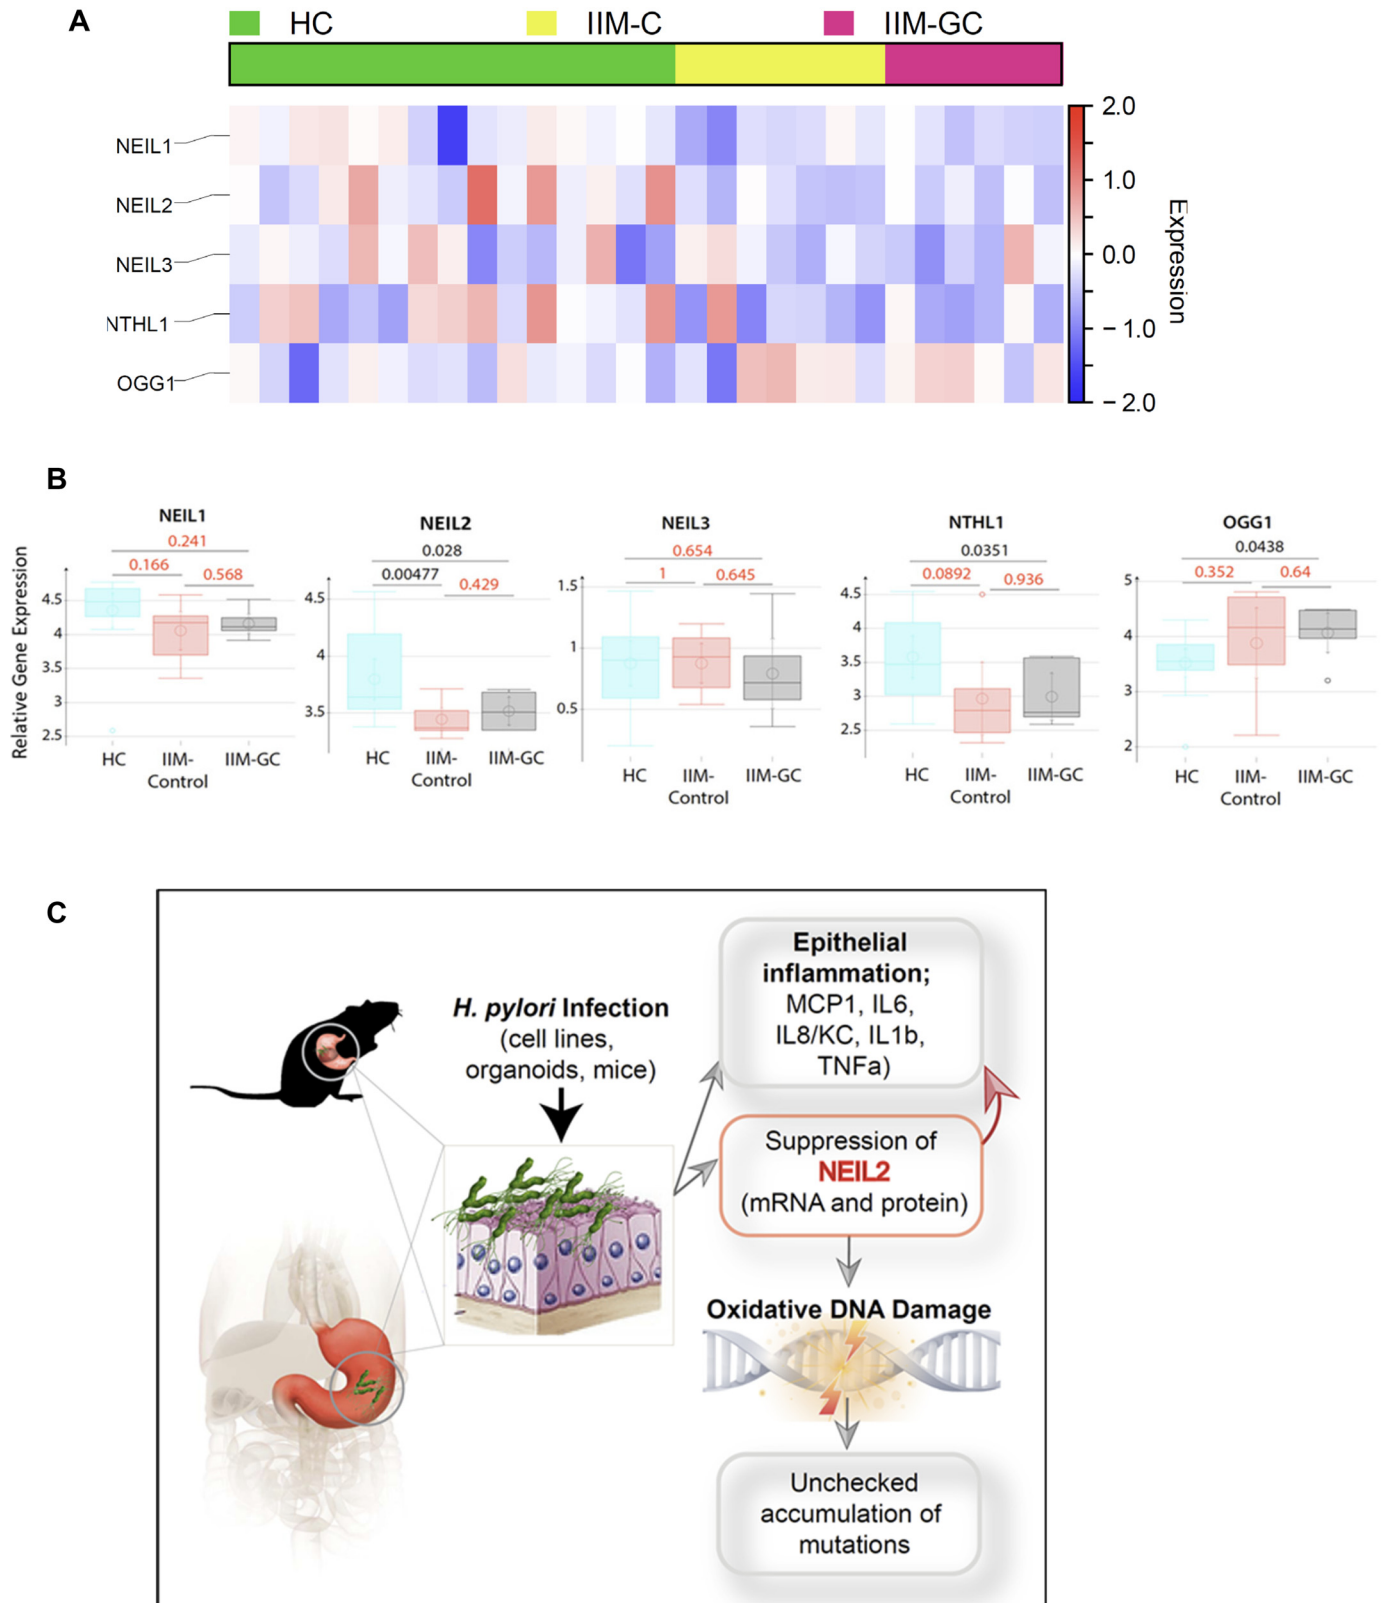 A
HC
IIM-C
IIM-GC
NEIL1
NEIL2
NEIL3
NTHL1
OGG1
2.0
1.0
0.0
− 1.0
− 2.0
Expression
B
Relative Gene Expression
NEIL1
0.241
0.166
0.568
4.5
4
3.5
3
2.5
HC
IIM-
Control
IIM-GC
NEIL2
0.028
0.00477
0.429
4.5
4
3.5
HC
IIM-
Control
IIM-GC
NEIL3
0.654
1
0.645
1.5
1
0.5
HC
IIM-
Control
IIM-GC
NTHL1
0.0351
0.0892
0.936
4.5
4
3.5
3
2.5
HC
IIM-
Control
IIM-GC
OGG1
0.0438
0.352
0.64
5
4
3
2
HC
IIM-
Control
IIM-GC
C
H. pylori Infection
(cell lines,
organoids, mice)
Epithelial
inflammation;
MCP1, IL6,
IL8/KC, IL1b,
TNFa)
Suppression of
NEIL2
(mRNA and protein)
Oxidative DNA Damage
Unchecked
accumulation of
mutations